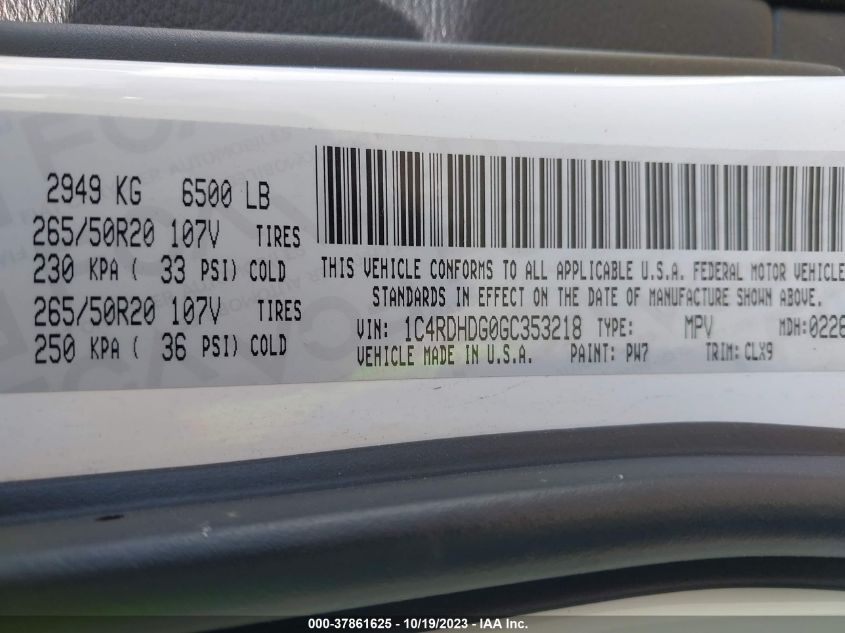 2949 KG 6500 LB
265/50R20 107V TIRES
230 KPA ( 33 PSI) COLD
265/50R20 107V TIRES
250 KPA ( 36 PSI) COLD
THIS VEHICLE CONFORMS TO ALL APPLICABLE U.S.A. FEDERAL MOTOR VEHICLE
STANDARDS IN EFFECT ON THE DATE OF MANUFACTURE SHOWN ABOVE.
VIN: 1C4RDHDG0GC353218 TYPE: MPV MDH:0226
VEHICLE MADE IN U.S.A. PAINT: PW7 TRIM: CLX9
000-37861625 - 10/19/2023 - IAA Inc.